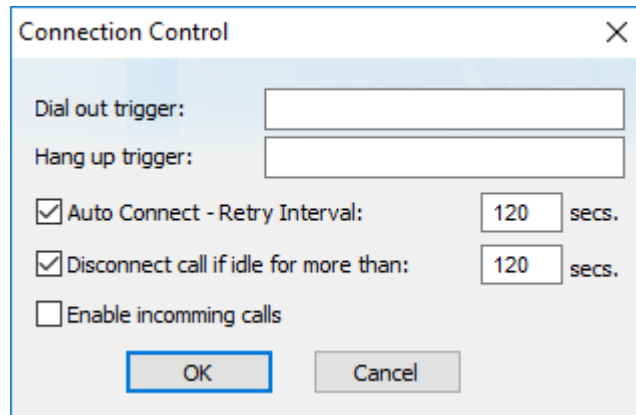 Connection Control
Dial out trigger:
Hang up trigger:
Auto Connect - Retry Interval: 120 secs.
Disconnect call if idle for more than: 120 secs.
Enable incomming calls
OK Cancel